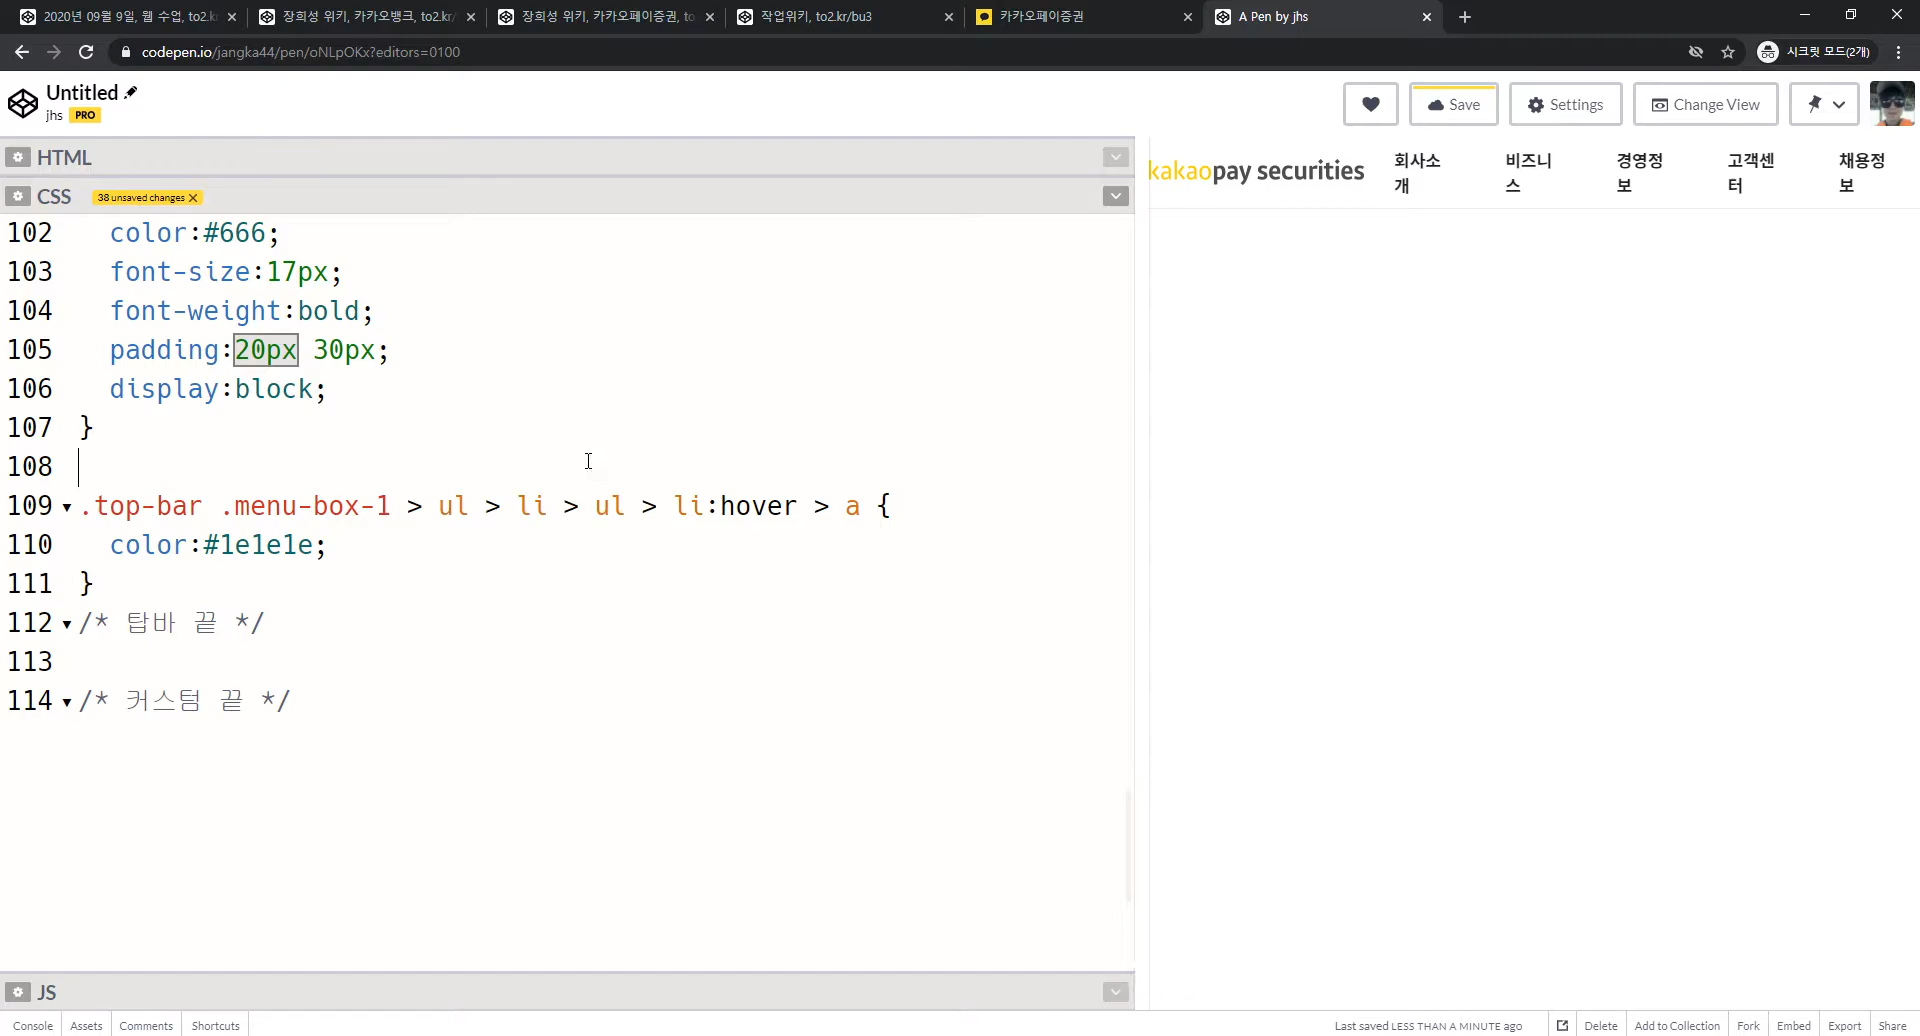 2020년 09월 9일, 웹 수업, to2.k
장희성 위키, 카카오뱅크, to2.kr/
장희성 위키, 카카오페이증권, to
작업위키, to2.kr/bu3
카카오페이증권
A Pen by jhs
codepen.io/jangka44/pen/oNLpOKx?editors=0100
시크릿 모드(2개)
Untitled
jhs PRO
Save
Settings
Change View
HTML
CSS 38 unsaved changes
102 color:#666;
103 font-size:17px;
104 font-weight:bold;
105 padding:20px 30px;
106 display:block;
107 }
108
109 .top-bar .menu-box-1 > ul > li > ul > li:hover > a {
110 color:#1e1e1e;
111 }
112 /* 탑바 끝 */
113
114 /* 커스텀 끝 */
kakaopay securities
회사소
개
비즈니
스
경영정
보
고객센
터
채용정
보
JS
Console Assets Comments Shortcuts
Last saved LESS THAN A MINUTE ago
Delete Add to Collection Fork Embed Export Share